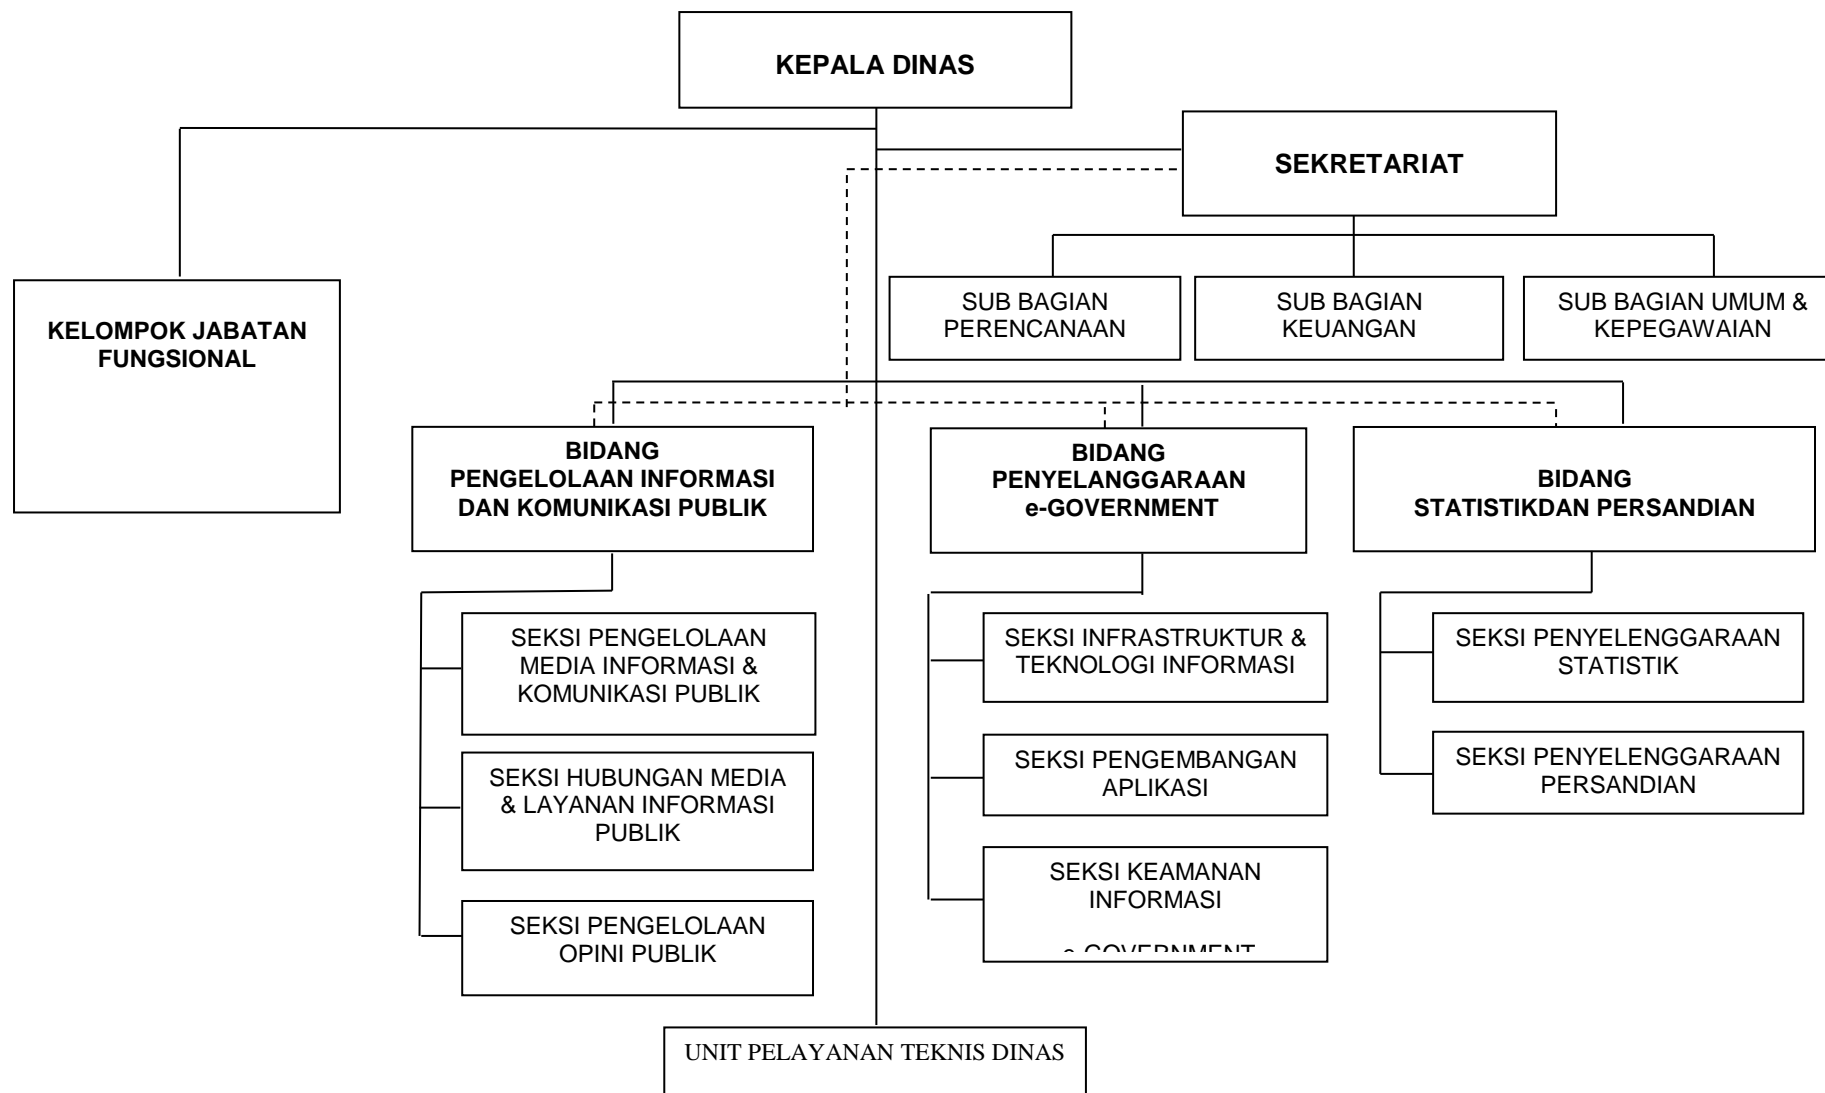 KEPALA DINAS
SEKRETARIAT
SUB BAGIAN
PERENCANAAN
SUB BAGIAN
KEUANGAN
SUB BAGIAN UMUM &
KEPEGAWAIAN
KELOMPOK JABATAN
FUNGSIONAL
BIDANG
PENGELOLAAN INFORMASI
DAN KOMUNIKASI PUBLIK
BIDANG
PENYELANGGARAAN
e-GOVERNMENT
BIDANG
STATISTIKDAN PERSANDIAN
SEKSI PENGELOLAAN
MEDIA INFORMASI &
KOMUNIKASI PUBLIK
SEKSI HUBUNGAN MEDIA
& LAYANAN INFORMASI
PUBLIK
SEKSI PENGELOLAAN
OPINI PUBLIK
SEKSI INFRASTRUKTUR &
TEKNOLOGI INFORMASI
SEKSI PENGEMBANGAN
APLIKASI
SEKSI KEAMANAN
INFORMASI
e-GOVERNMENT
SEKSI PENYELENGGARAAN
STATISTIK
SEKSI PENYELENGGARAAN
PERSANDIAN
UNIT PELAYANAN TEKNIS DINAS